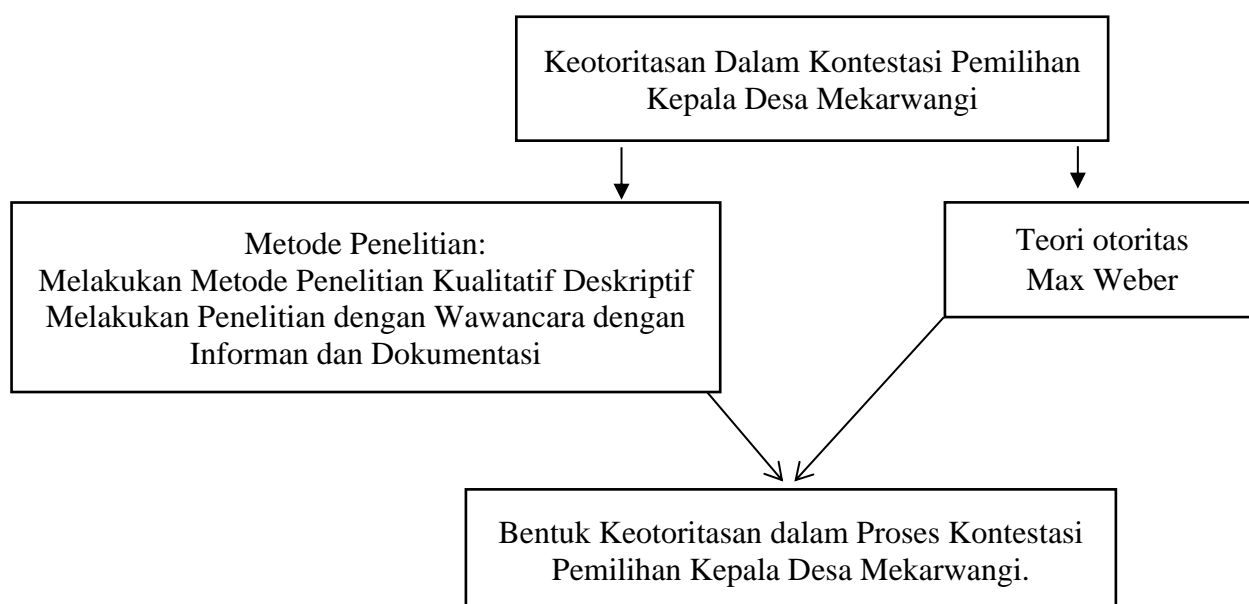 Keotoritasan Dalam Kontestasi Pemilihan
Kepala Desa Mekarwangi
Metode Penelitian:
Melakukan Metode Penelitian Kualitatif Deskriptif
Melakukan Penelitian dengan Wawancara dengan
Informan dan Dokumentasi
Teori otoritas
Max Weber
Bentuk Keotoritasan dalam Proses Kontestasi
Pemilihan Kepala Desa Mekarwangi.